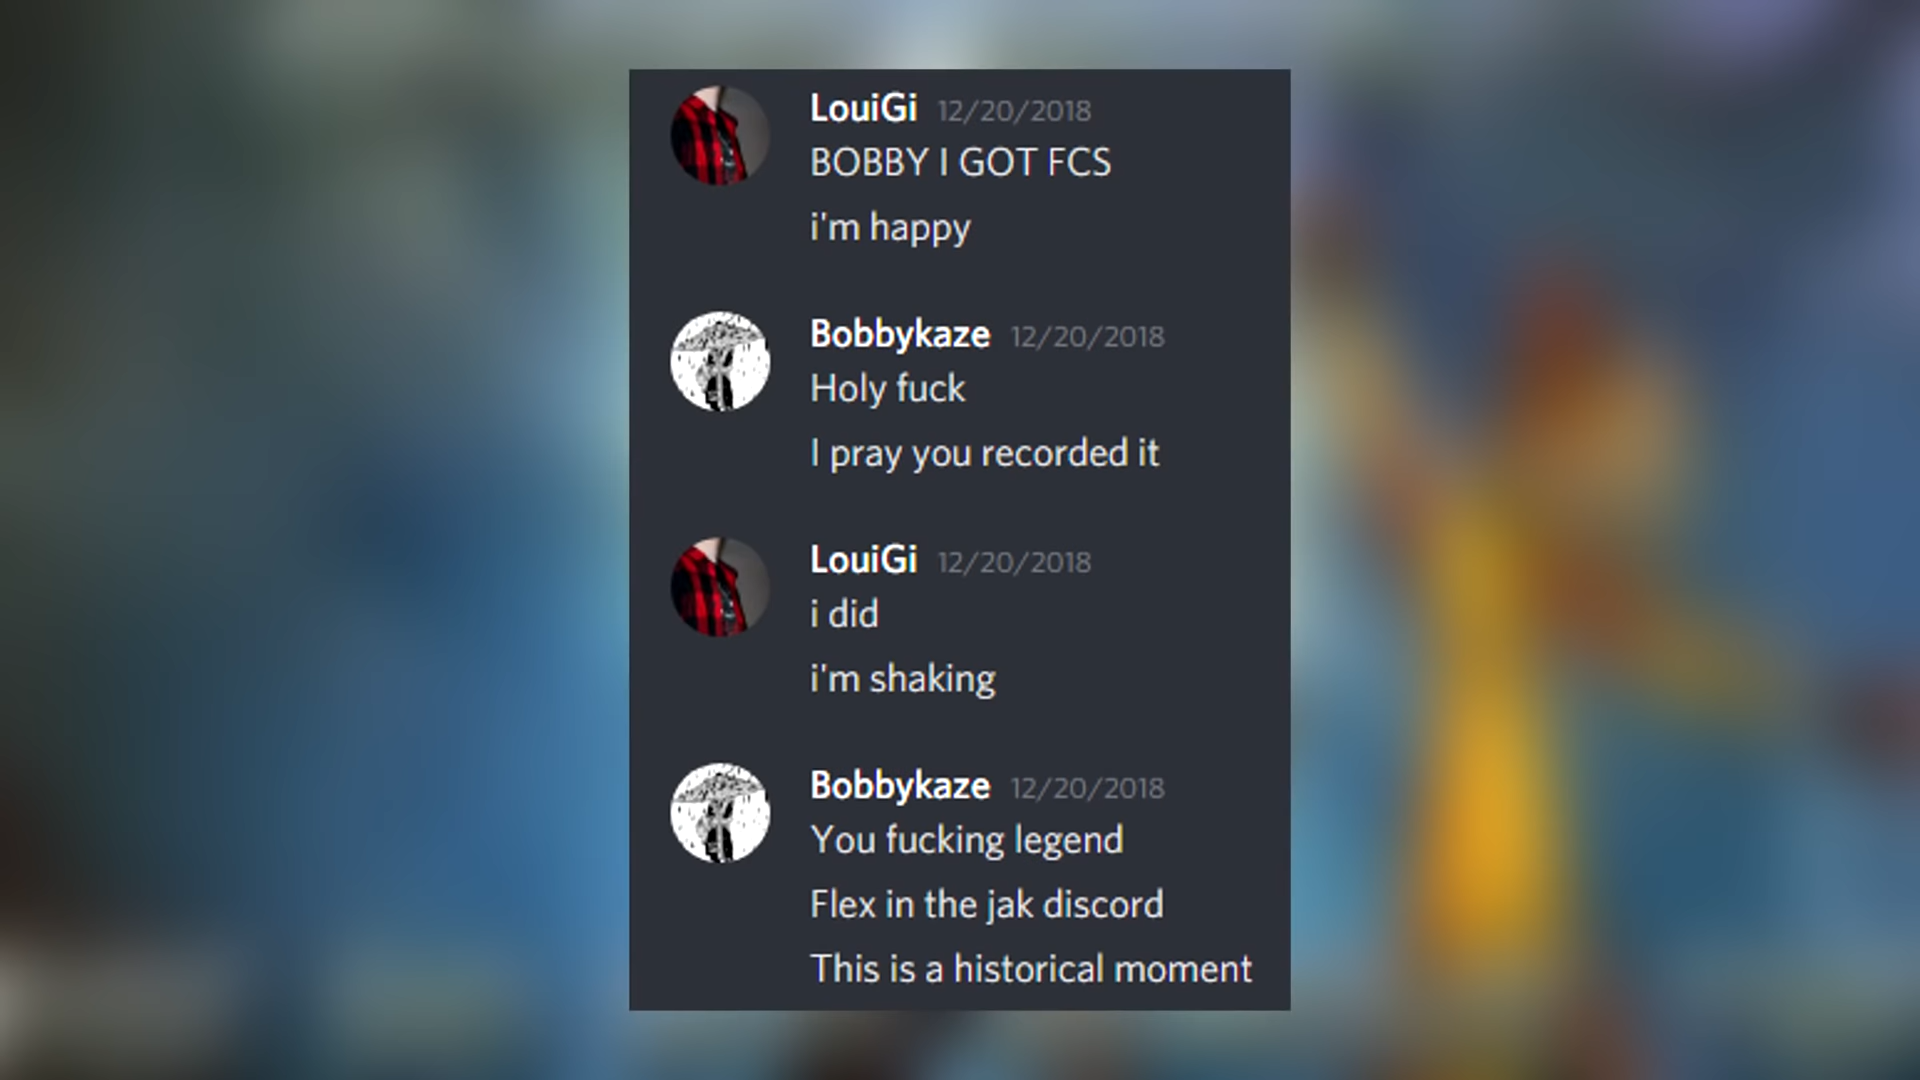 LouiGi 12/20/2018
BOBBY I GOT FCS
i'm happy
Bobbykaze 12/20/2018
Holy fuck
I pray you recorded it
LouiGi 12/20/2018
i did
i'm shaking
Bobbykaze 12/20/2018
You fucking legend
Flex in the jak discord
This is a historical moment